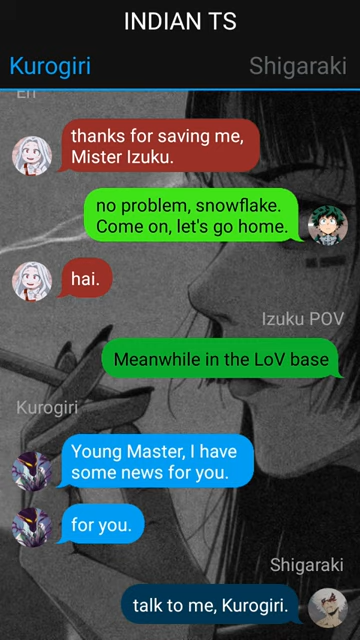 INDIAN TS
Kurogiri
Shigaraki
Eri
thanks for saving me,
Mister Izuku.
no problem, snowflake.
Come on, let's go home.
hai.
Izuku POV
Meanwhile in the LoV base
Kurogiri
Young Master, I have
some news for you.
for you.
Shigaraki
talk to me, Kurogiri.